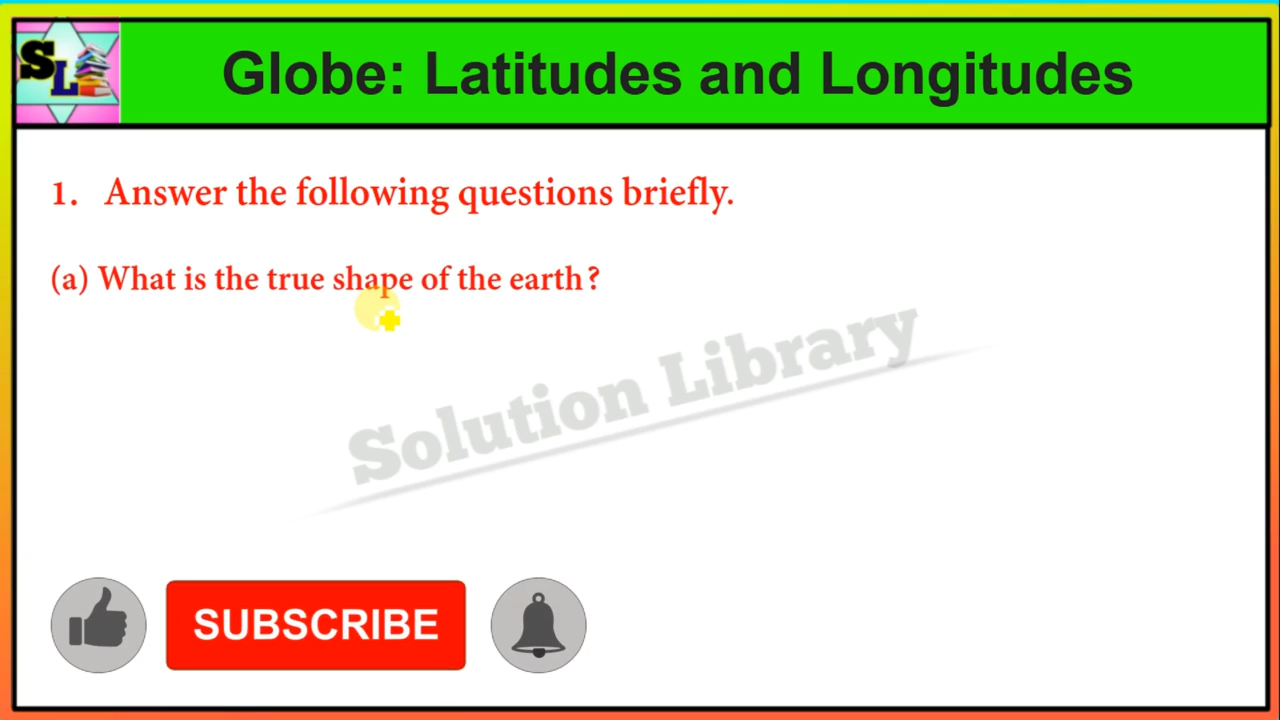 SL
Globe: Latitudes and Longitudes
1. Answer the following questions briefly.
(a) What is the true shape of the earth?
Solution Library
SUBSCRIBE